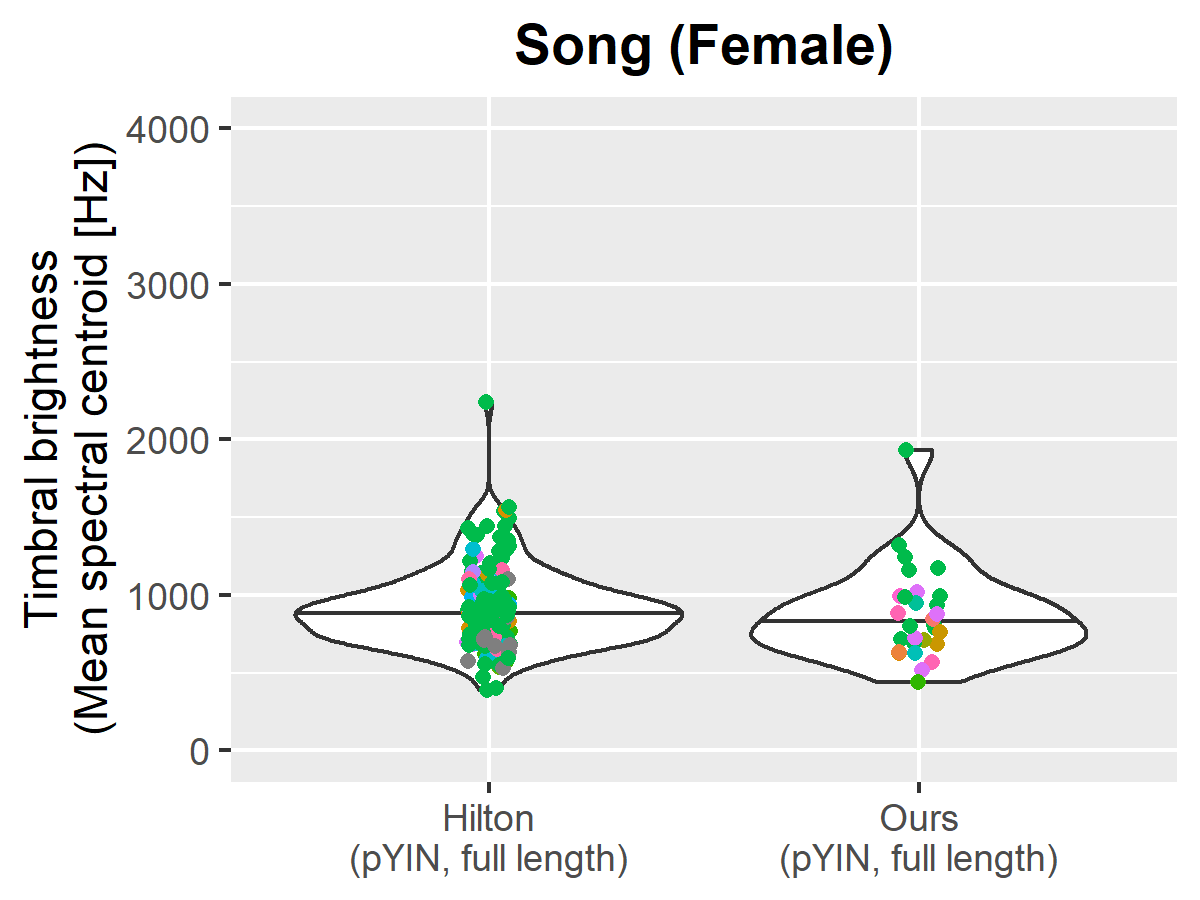 Song (Female)
Timbral brightness
(Mean spectral centroid [Hz])
4000
3000
2000
1000
0
Hilton
(pYIN, full length)
Ours
(pYIN, full length)